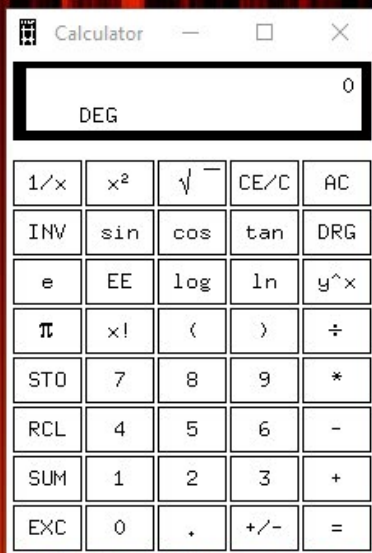 Calculator
0
DEG
1/x x² √‾ CE/C AC
INV sin cos tan DRG
e EE log ln y^x
π x! ( ) ÷
STO 7 8 9 *
RCL 4 5 6 -
SUM 1 2 3 +
EXC 0 . +/- =